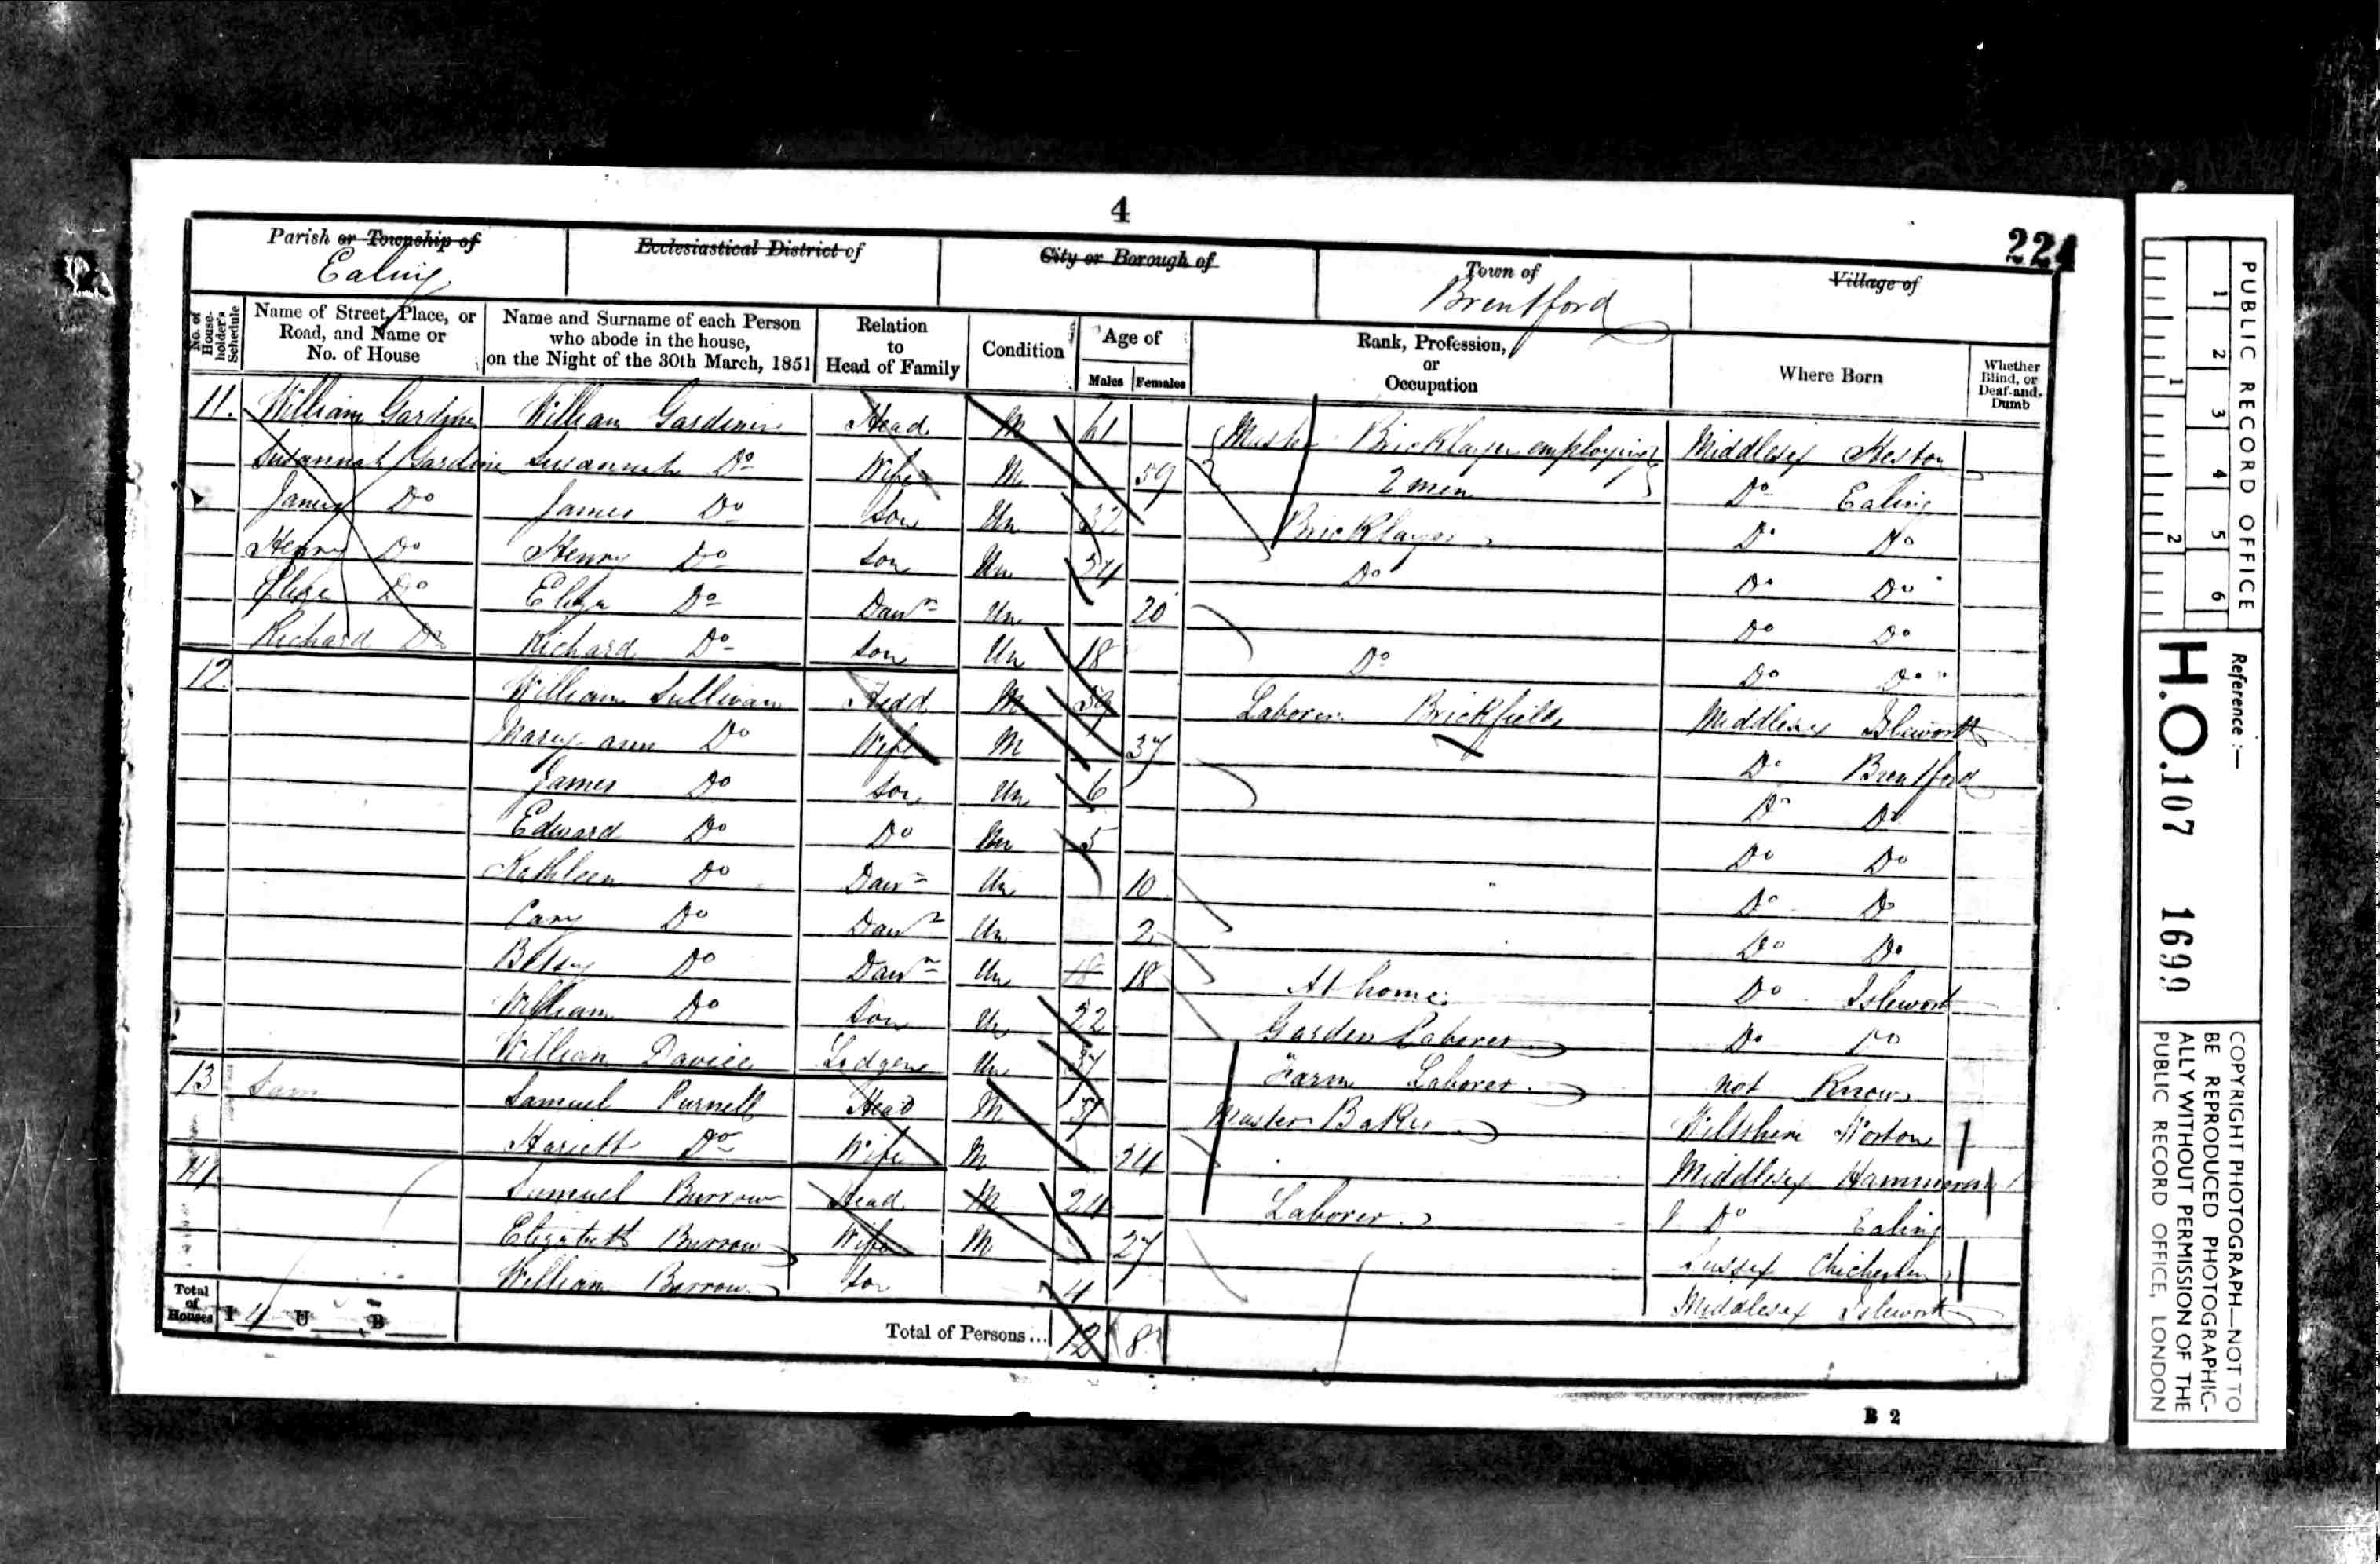 4
224
Parish or Township of
Ealing
Ecclesiastical District of
City or Borough of
Town of
Brentford
Village of
No. of House-holder's Schedule
Name of Street, Place, or Road, and Name or No. of House
Name and Surname of each Person who abode in the house, on the Night of the 30th March, 1851
Relation to Head of Family
Condition
Age of
Males Females
Rank, Profession, or Occupation
Where Born
Whether Blind, or Deaf-and-Dumb
11. William Gardiner William Gardiner Head M 61 Master Bricklayer employing Middlesex Heston
Susannah Gardine Susannah Do Wife M 59 2 men Do Ealing
James Do James Do Son Un 32 Bricklayer Do Do
Henry Do Henry Do Son Un 24 Do Do Do
Eliza Do Eliza Do Daur Un 20 Do Do
Richard Do Richard Do Son Un 18 Do Do Do
12. William Sullivan Head M 59 Laborer Brickfields Middlesex Isleworth
Mary ann Do Wife M 37 Do Brentford
James Do Son Un 6 Do Do
Edward Do Do Un 5 Do Do
Kathleen Do Daur Un 10 Do Do
Do Daur Un 2 Do Do
Betsy Do Daur Un 18 18 At home Do Isleworth
William Do Son Un 22 Garden Laborer Do Do
William Lodger Un 37 Farm Laborer not Known
13 Sam Samuel Purnell Head M Master Baker Wiltshire
Hariett Do Wife M 24 Middlesex
14 Samuel Burrow Head M 24 Laborer Do Ealing
Elizabeth Burrow Wife M 27 Sussex Chichester
William Burrow Son 4 Middlesex Isleworth
Total of Houses I 4 U B Total of Persons... 12 8
B 2
PUBLIC RECORD OFFICE
1 2 3 4 5 6
1 2
Reference :—
H.O. 107 1699
COPYRIGHT PHOTOGRAPH—NOT TO
BE REPRODUCED PHOTOGRAPHIC-
ALLY WITHOUT PERMISSION OF THE
PUBLIC RECORD OFFICE, LONDON